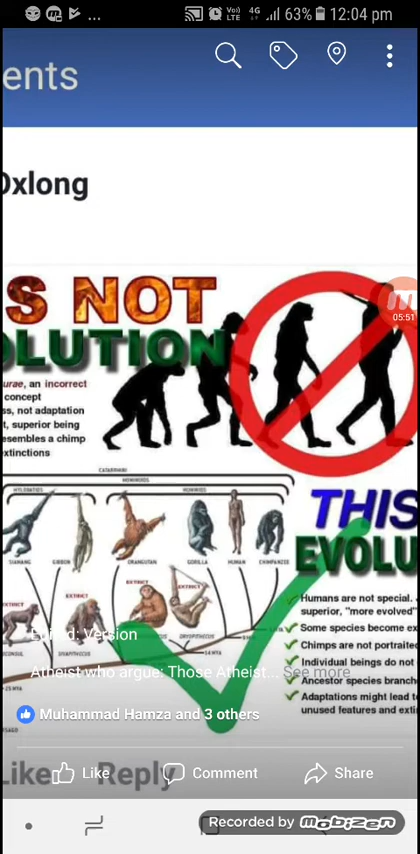 ... Vo)) LTE 4G 63% 12:04 pm
ents
Oxlong
S NOT
OLUTION
urae, an incorrect
concept
ss, not adaptation
t, superior being
esembles a chimp
xtinctions
05:51
CATARRHINI
HOMINOIDS
HYLOBATIDS
HOMINIDS
SIAMANG GIBBON ORANGUTAN GORILLA HUMAN CHIMPANZEE
EXTINCT
EXTINCT
EXTINCT
EXTINCT
THIS
EVOLU
Humans are not special.
superior, "more evolved"
Some species become ex
Chimps are not portraite
Individual beings do not
Ancestor species branch
Adaptations might lead t
unused features and exti
Version
Atheist who argue: Those Atheist... See more
Muhammad Hamza and 3 others
Like Like Reply Comment Share
Recorded by mobizen